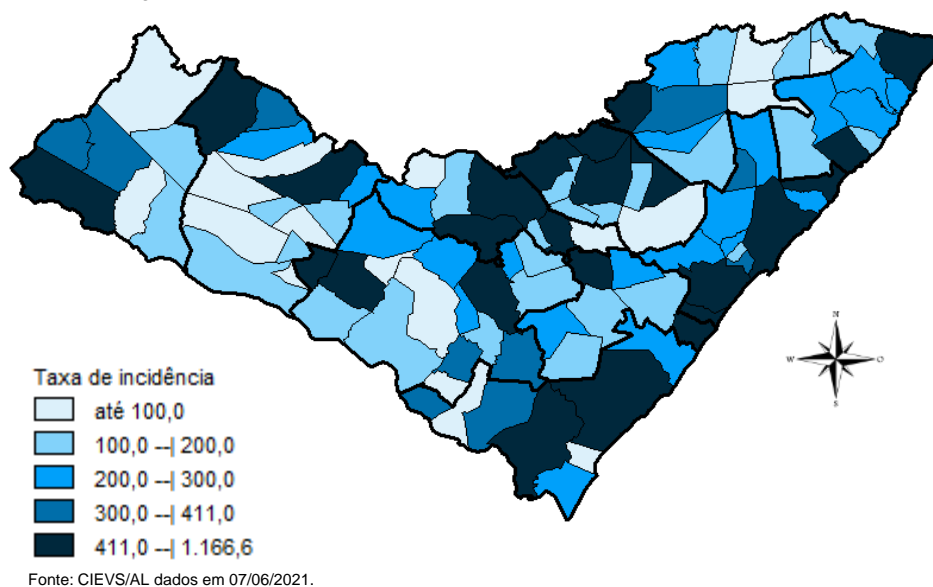 N
W
O
S
Taxa de incidência
até 100,0
100,0 --| 200,0
200,0 --| 300,0
300,0 --| 411,0
411,0 --| 1.166,6
Fonte: CIEVS/AL dados em 07/06/2021.